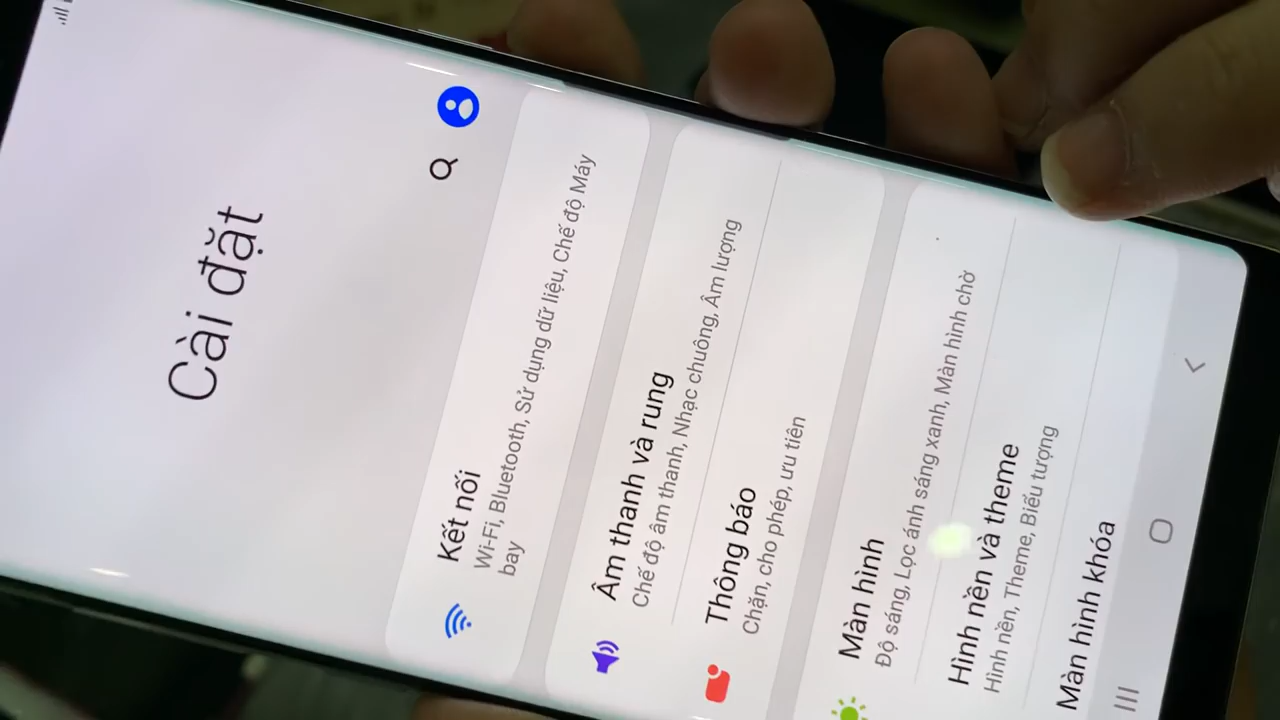 Cài đặt
Kết nối
Wi-Fi, Bluetooth, Sử dụng dữ liệu, Chế độ Máy
bay
Âm thanh và rung
Chế độ âm thanh, Nhạc chuông, Âm lượng
Thông báo
Chặn, cho phép, ưu tiên
Màn hình
Độ sáng, Lọc ánh sáng xanh, Màn hình chờ
Hình nền và theme
Hình nền, Theme, Biểu tượng
Màn hình khóa